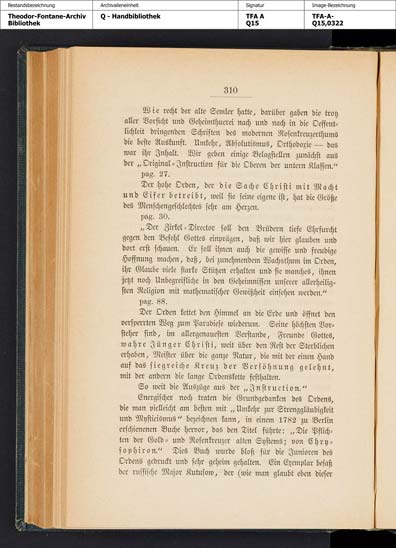 Bestandsbezeichnung
Archivalieneinheit
Signatur
Image-Bezeichnung
Theodor-Fontane-Archiv
Bibliothek
Q - Handbibliothek
TFA A
Q15
TFA-A-
Q15,0322
310
Wie recht der alte Semler hatte, darüber gaben die trotz
aller Vorsicht und Geheimthuerei nach und nach in die Oeffent-
lichkeit dringenden Schriften des modernen Rosenkreuzerthums
die beste Auskunft. Umkehr, Absolutismus, Orthodoxie — das
war ihr Inhalt. Wir geben einige Belagstellen zunächst aus
der „Original-Instruction für die Oberen der untern Klassen.“
pag. 27.
Der hohe Orden, der die Sache Christi mit Macht
und Eifer betreibt, weil sie seine eigene ist, hat die Größe
des Menschengeschlechtes sehr am Herzen.
pag. 30.
„Der Zirkel-Director soll den Brüdern tiefe Ehrfurcht
gegen den Befehl Gottes einprägen, daß wir hier glauben und
dort erst schauen. Er soll ihnen auch die gewisse und freudige
Hoffnung machen, daß, bei zunehmendem Wachsthum im Orden,
ihr Glaube viele starke Stützen erhalten und sie manches, ihnen
jetzt noch Unbegreifliche in den Geheimnissen unserer allerheilig-
sten Religion mit mathematischer Gewißheit einsehen werden.“
pag. 88.
Der Orden kettet den Himmel an die Erde und öffnet den
versperrten Weg zum Paradiese wiederum. Seine höchsten Vor-
steher sind, im allergenauesten Verstande, Freunde Gottes,
wahre Jünger Christi, weit über den Rest der Sterblichen
erhaben, Meister über die ganze Natur, die mit der einen Hand
auf das siegreiche Kreuz der Versöhnung gelehnt,
mit der andern die lange Ordenskette festhalten.
So weit die Auszüge aus der „Instruction.“
Energischer noch traten die Grundgedanken des Ordens,
die man vielleicht am besten mit „Umkehr zur Strenggläubigkeit
und Mysticismus“ bezeichnen kann, in einem 1782 zu Berlin
erschienenen Buche hervor, das den Titel führte: „Die Pflich-
ten der Gold- und Rosenkreuzer alten Systems; von Chry-
sophiron.“ Dies Buch wurde bloß für die Junioren des
Ordens gedruckt und sehr geheim gehalten. Ein Exemplar besaß
der russische Major Kutusow, der (wie man glaubt eben dieser